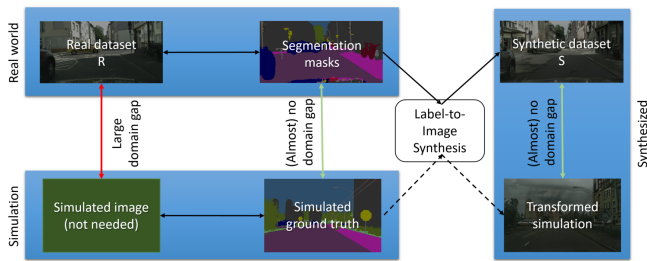 Real world
Real dataset
R
Segmentation
masks
Synthetic dataset
S
Large
domain gap
(Almost) no
domain gap
Label-to-
Image
Synthesis
(Almost) no
domain gap
Synthesized
Simulation
Simulated image
(not needed)
Simulated
ground truth
Transformed
simulation